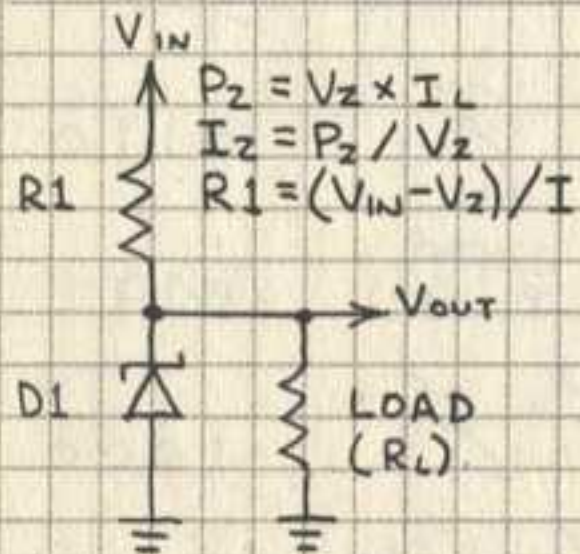 VIN
Pz = Vz x IL
Iz = Pz / Vz
R1 = (VIN-Vz)/I
R1
VOUT
D1
LOAD
(RL)